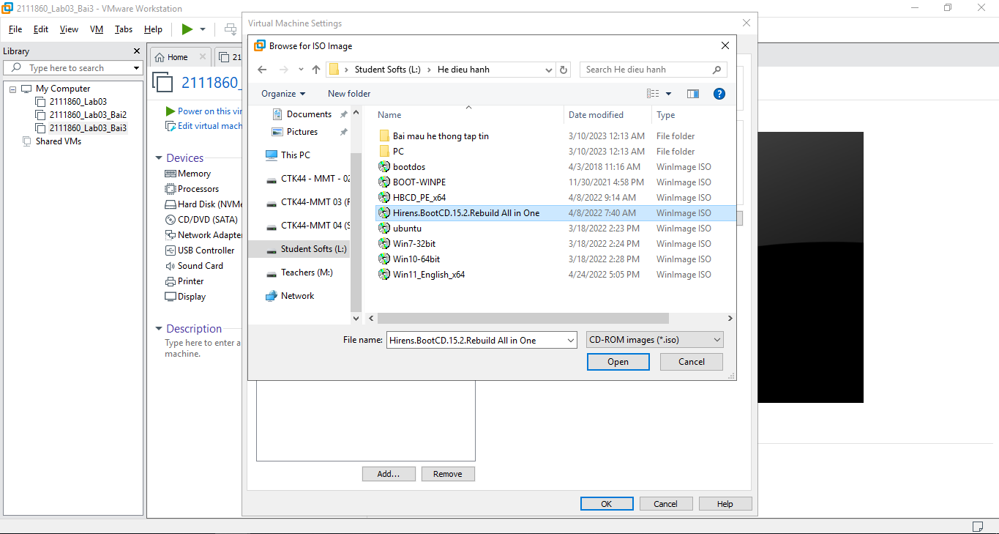 2111860_Lab03_Bai3 - VMware Workstation
File Edit View VM Tabs Help
Library
Type here to search
My Computer
2111860_Lab03
2111860_Lab03_Bai2
2111860_Lab03_Bai3
Shared VMs
Home
21
2111860_
Power on this vir
Edit virtual mach
Devices
Memory
Processors
Hard Disk (NVMe
CD/DVD (SATA)
Network Adapte
USB Controller
Sound Card
Printer
Display
Description
Type here to enter a
machine.
Virtual Machine Settings
Browse for ISO Image
Student Softs (L:) He dieu hanh
Search He dieu hanh
Organize New folder
Documents
Pictures
This PC
CTK44 - MMT - 02
CTK44-MMT 03 (F
CTK44-MMT 04 (S
Student Softs (L:)
Teachers (M:)
Network
Name Date modified Type
Bai mau he thong tap tin 3/10/2023 12:13 AM File folder
PC 3/10/2023 12:13 AM File folder
bootdos 4/3/2018 11:16 AM WinImage ISO
BOOT-WINPE 11/30/2021 4:58 PM WinImage ISO
HBCD_PE_x64 4/8/2022 9:14 AM WinImage ISO
Hirens.BootCD.15.2.Rebuild All in One 4/8/2022 7:40 AM WinImage ISO
ubuntu 3/18/2022 2:23 PM WinImage ISO
Win7-32bit 3/18/2022 2:24 PM WinImage ISO
Win10-64bit 3/18/2022 2:28 PM WinImage ISO
Win11_English_x64 4/24/2022 5:05 PM WinImage ISO
File name: Hirens.BootCD.15.2.Rebuild All in One CD-ROM images (*.iso)
Open Cancel
Add... Remove
OK Cancel Help